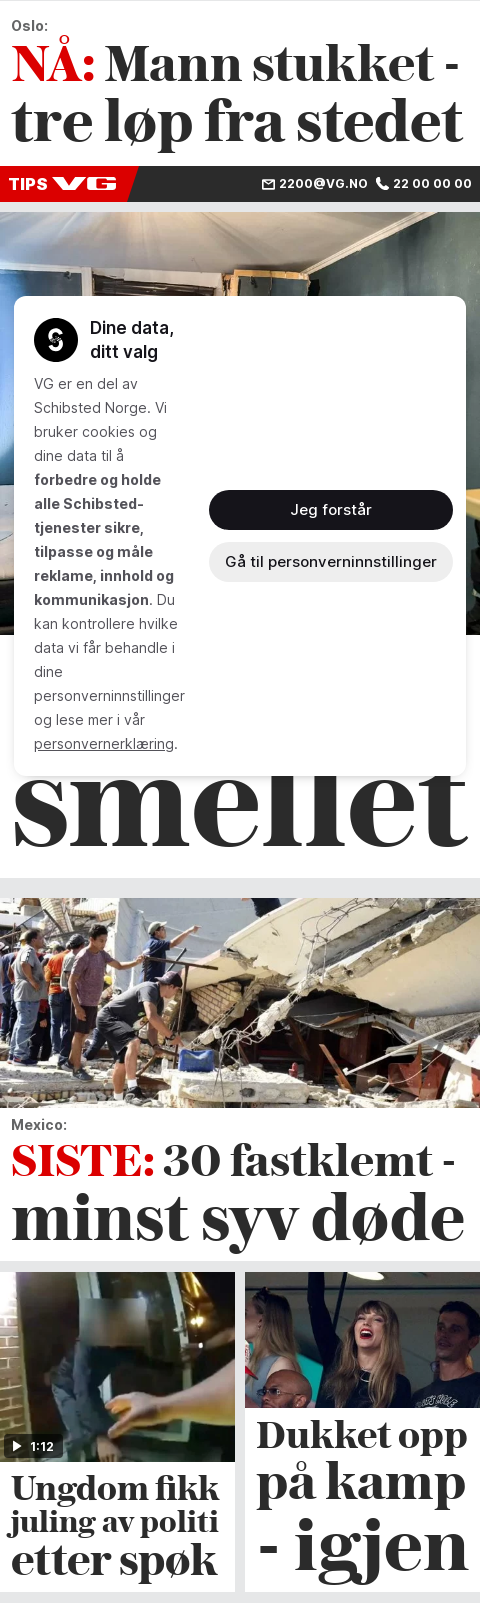 Oslo:
NÅ: Mann stukket -
tre løp fra stedet
TIPS VG
2200@VG.NO 22 00 00 00
Dine data,
ditt valg
VG er en del av
Schibsted Norge. Vi
bruker cookies og
dine data til å
forbedre og holde
alle Schibsted-
tjenester sikre,
tilpasse og måle
reklame, innhold og
kommunikasjon. Du
kan kontrollere hvilke
data vi får behandle i
dine
personverninnstillinger
og lese mer i vår
personvernerklæring.
Jeg forstår
Gå til personverninnstillinger
smellet
Mexico:
SISTE: 30 fastklemt -
minst syv døde
1:12
Ungdom fikk
juling av politi
etter spøk
Dukket opp
på kamp
- igjen